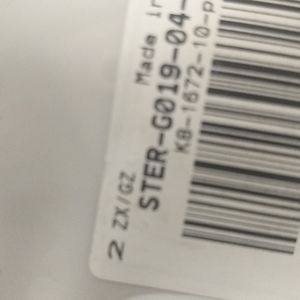 Made in
STER-G019-04-
KB-1672-10-p
2 ZX/GZ